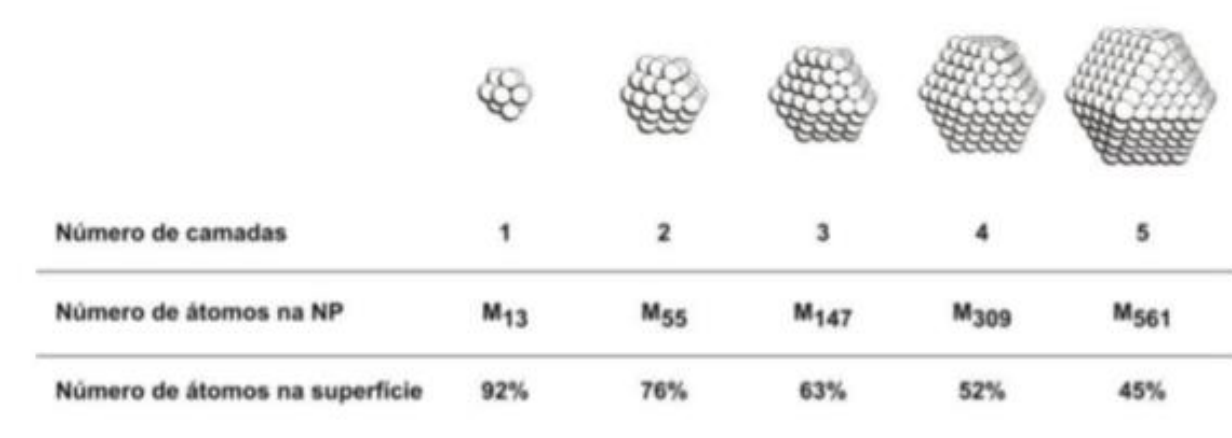 Número de camadas 1 2 3 4 5
Número de átomos na NP M13 M55 M147 M309 M561
Número de átomos na superfície 92% 76% 63% 52% 45%